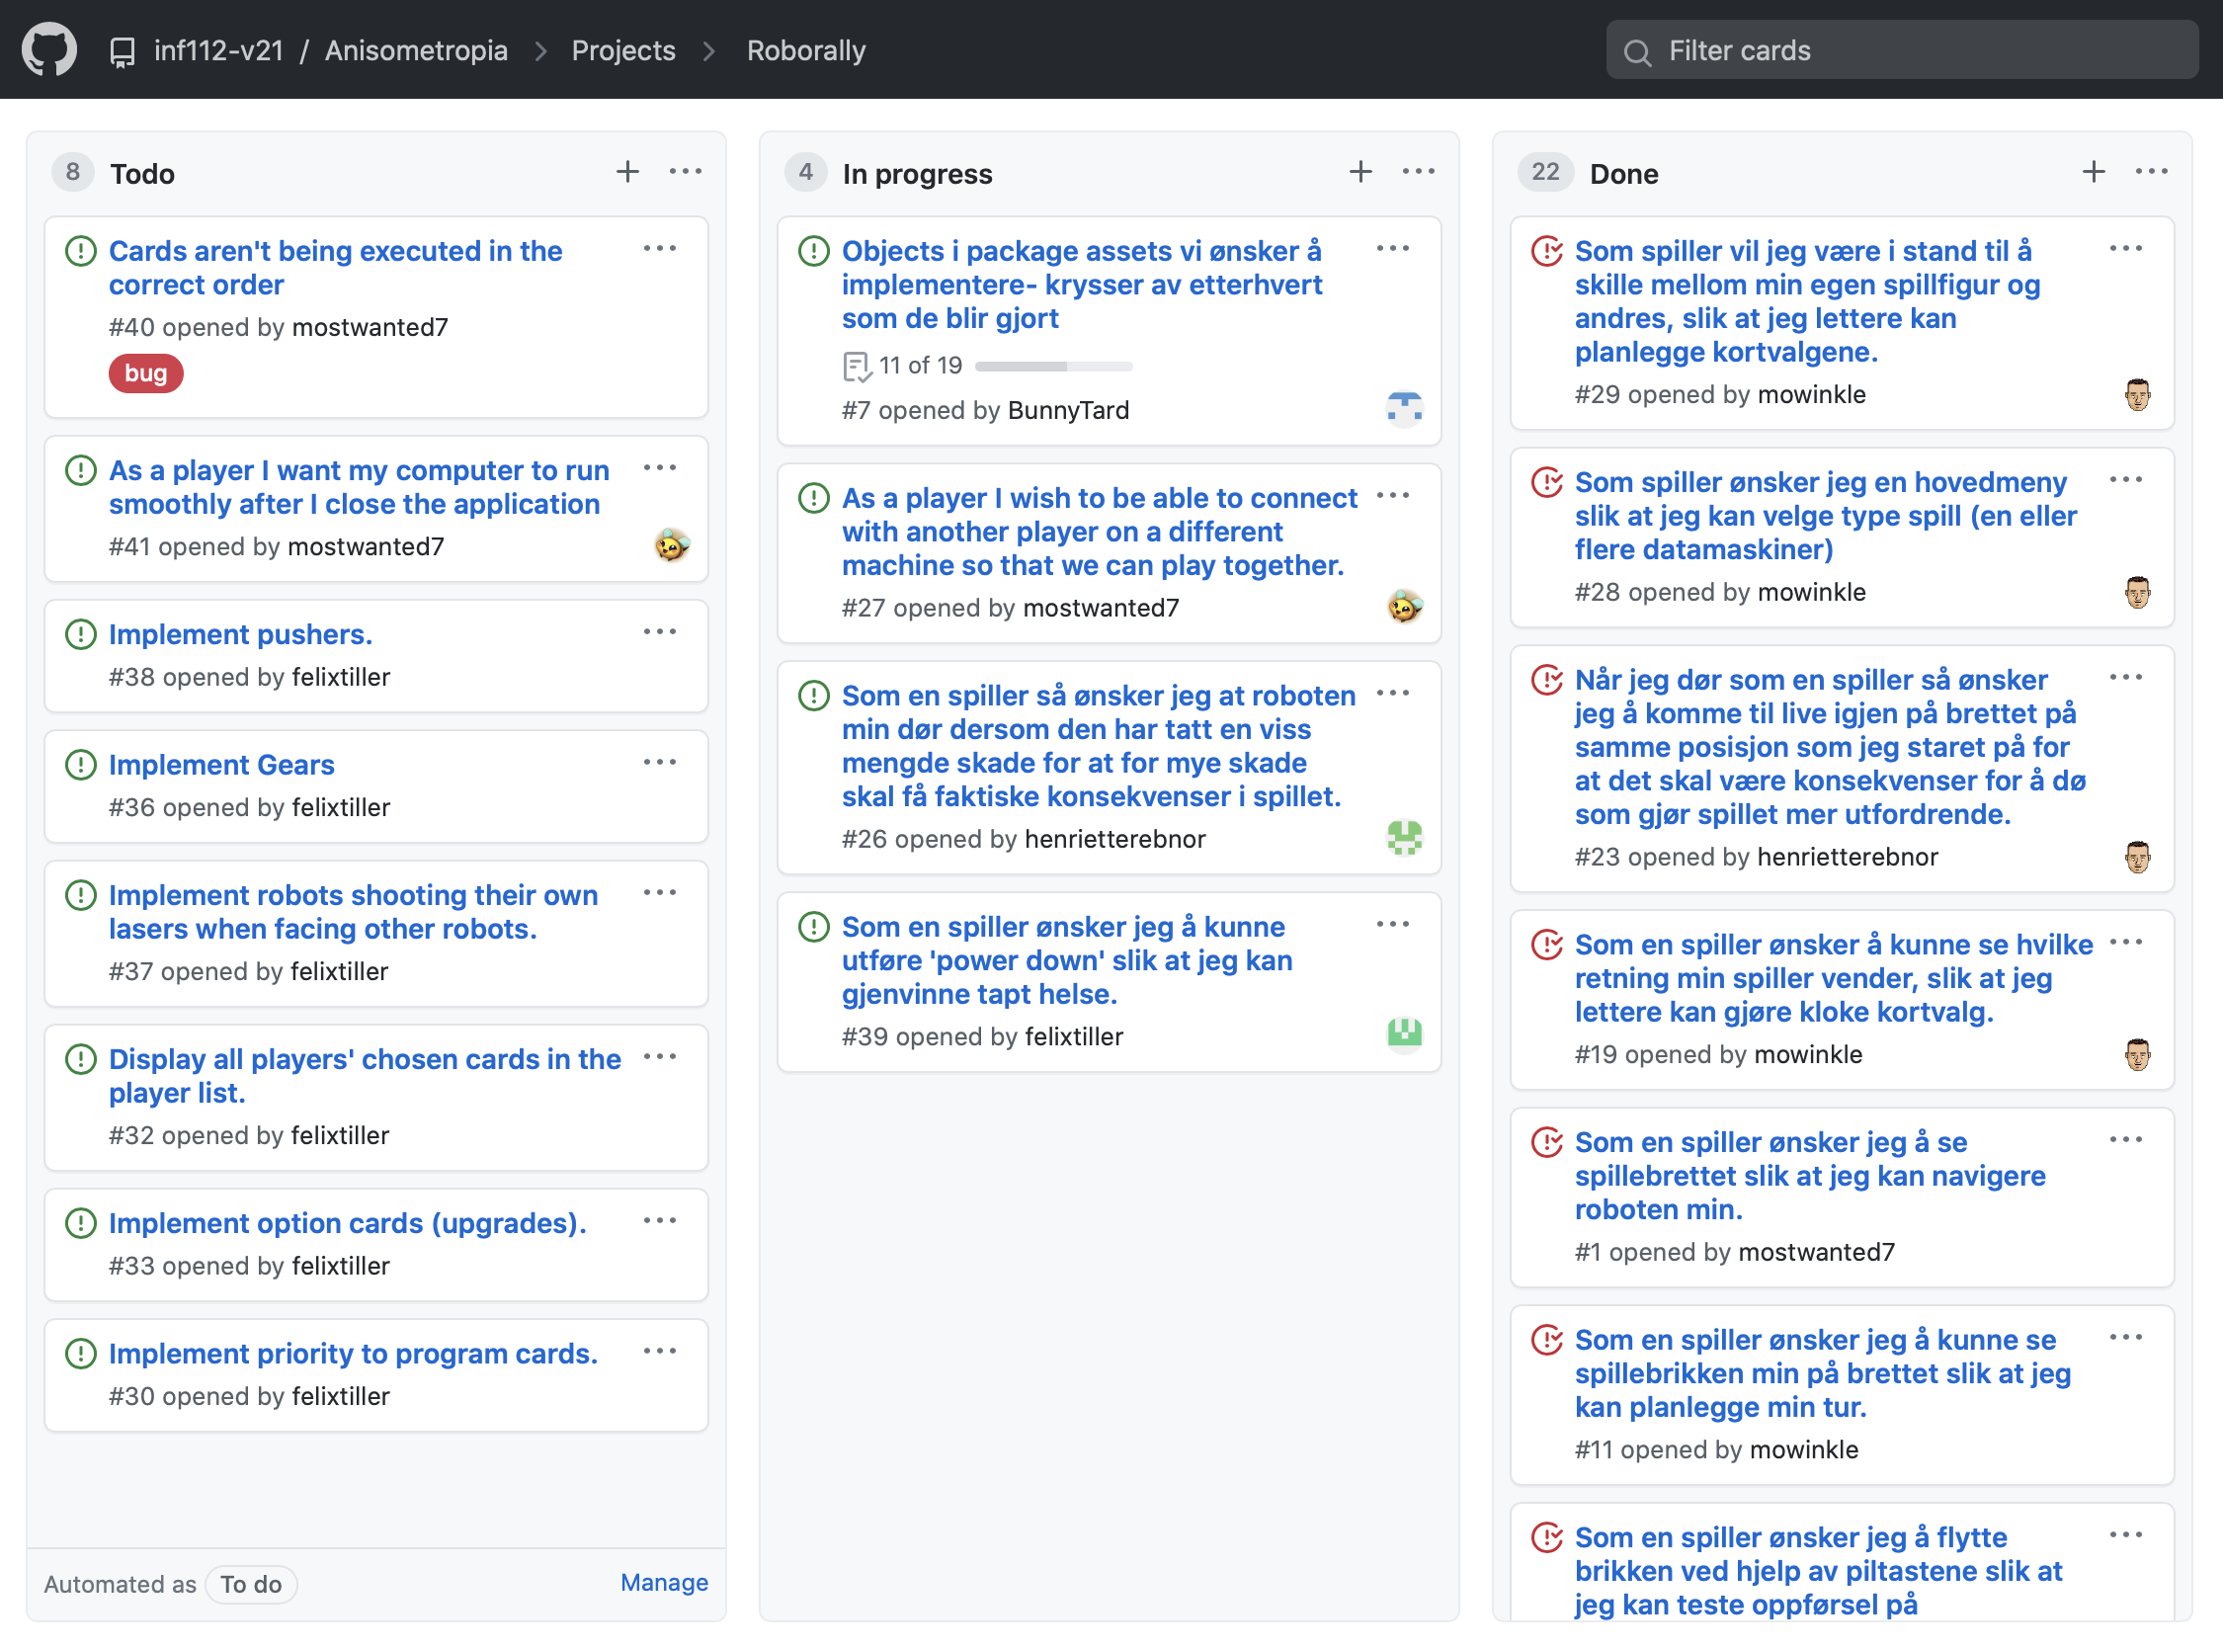 inf112-v21 / Anisometropia > Projects > Roborally
Filter cards
8 Todo
Cards aren't being executed in the
correct order
#40 opened by mostwanted7
bug
As a player I want my computer to run
smoothly after I close the application
#41 opened by mostwanted7
Implement pushers.
#38 opened by felixtiller
Implement Gears
#36 opened by felixtiller
Implement robots shooting their own
lasers when facing other robots.
#37 opened by felixtiller
Display all players' chosen cards in the
player list.
#32 opened by felixtiller
Implement option cards (upgrades).
#33 opened by felixtiller
Implement priority to program cards.
#30 opened by felixtiller
Automated as To do
Manage
4 In progress
Objects i package assets vi ønsker å
implementere- krysser av etterhvert
som de blir gjort
11 of 19
#7 opened by BunnyTard
As a player I wish to be able to connect
with another player on a different
machine so that we can play together.
#27 opened by mostwanted7
Som en spiller så ønsker jeg at roboten
min dør dersom den har tatt en viss
mengde skade for at for mye skade
skal få faktiske konsekvenser i spillet.
#26 opened by henrietterebnor
Som en spiller ønsker jeg å kunne
utføre 'power down' slik at jeg kan
gjenvinne tapt helse.
#39 opened by felixtiller
22 Done
Som spiller vil jeg være i stand til å
skille mellom min egen spillfigur og
andres, slik at jeg lettere kan
planlegge kortvalgene.
#29 opened by mowinkle
Som spiller ønsker jeg en hovedmeny
slik at jeg kan velge type spill (en eller
flere datamaskiner)
#28 opened by mowinkle
Når jeg dør som en spiller så ønsker
jeg å komme til live igjen på brettet på
samme posisjon som jeg staret på for
at det skal være konsekvenser for å dø
som gjør spillet mer utfordrende.
#23 opened by henrietterebnor
Som en spiller ønsker å kunne se hvilke
retning min spiller vender, slik at jeg
lettere kan gjøre kloke kortvalg.
#19 opened by mowinkle
Som en spiller ønsker jeg å se
spillebrettet slik at jeg kan navigere
roboten min.
#1 opened by mostwanted7
Som en spiller ønsker jeg å kunne se
spillebrikken min på brettet slik at jeg
kan planlegge min tur.
#11 opened by mowinkle
Som en spiller ønsker jeg å flytte
brikken ved hjelp av piltastene slik at
jeg kan teste oppførsel på